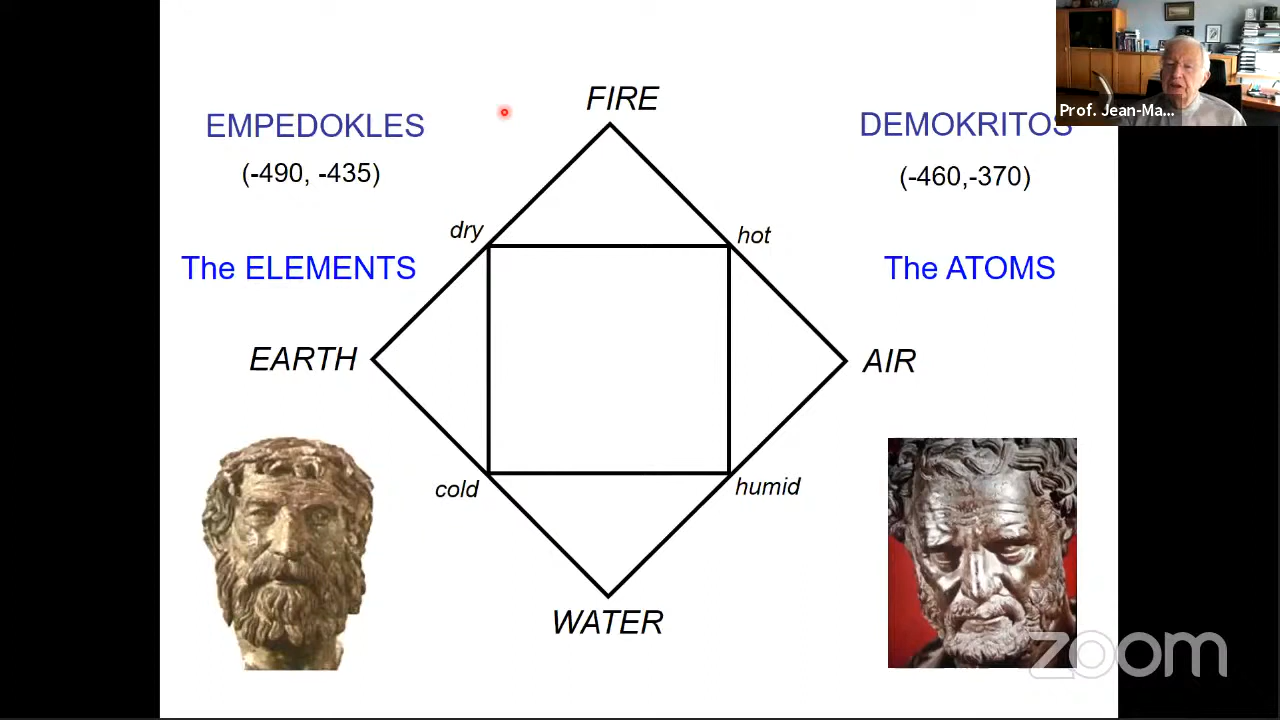 Prof. Jean-Ma...
FIRE
EMPEDOKLES
DEMOKRITOS
(-490, -435)
(-460,-370)
dry
hot
The ELEMENTS
The ATOMS
EARTH
AIR
cold
humid
WATER
zoom